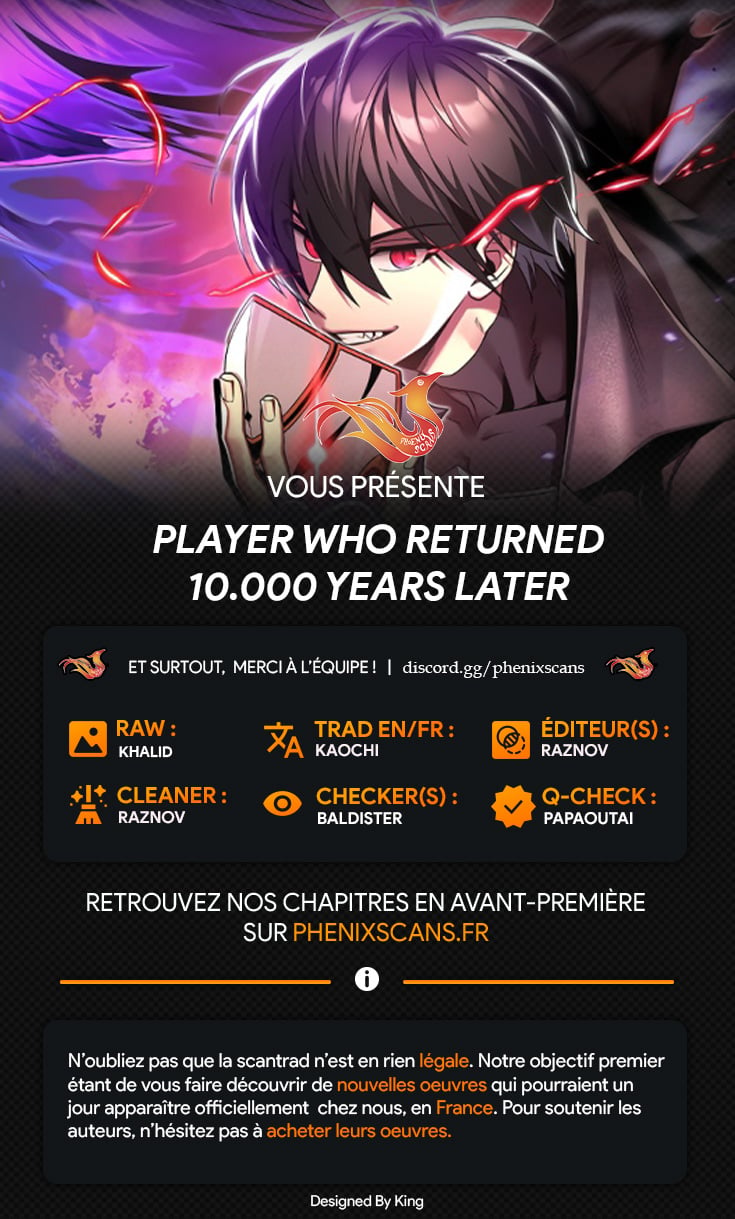 PHENIXS
SCANS
VOUS PRÉSENTE
PLAYER WHO RETURNED
10.000 YEARS LATER
ET SURTOUT, MERCI À L'ÉQUIPE ! | discord.gg/phenixscans
RAW :
KHALID
TRAD EN/FR :
KAOCHI
ÉDITEUR(S) :
RAZNOV
CLEANER :
RAZNOV
CHECKER(S) :
BALDISTER
Q-CHECK :
PAPAOUTAI
RETROUVEZ NOS CHAPITRES EN AVANT-PREMIÈRE
SUR PHENIXSCANS.FR
N'oubliez pas que la scantrad n'est en rien légale. Notre objectif premier
étant de vous faire découvrir de nouvelles oeuvres qui pourraient un
jour apparaître officiellement chez nous, en France. Pour soutenir les
auteurs, n'hésitez pas à acheter leurs oeuvres.
Designed By King